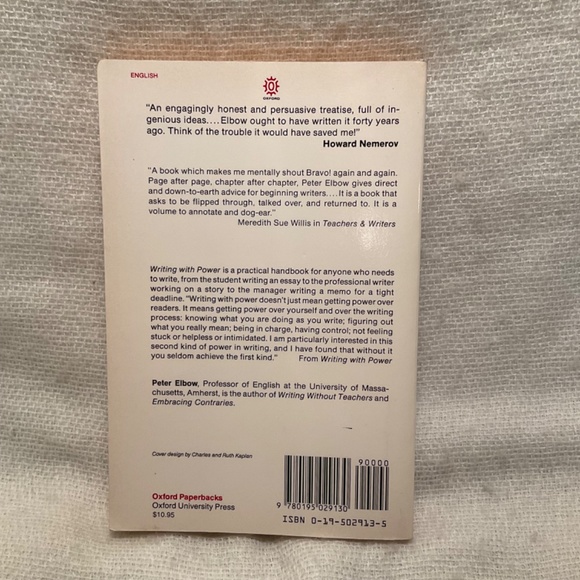 ENGLISH
OXFORD
"An engagingly honest and persuasive treatise, full of in-
genious ideas....Elbow ought to have written it forty years
ago. Think of the trouble it would have saved me!"
Howard Nemerov
"A book which makes me mentally shout Bravo! again and again.
Page after page, chapter after chapter, Peter Elbow gives direct
and down-to-earth advice for beginning writers....It is a book that
asks to be flipped through, talked over, and returned to. It is a
volume to annotate and dog-ear."
Meredith Sue Willis in Teachers & Writers
Writing with Power is a practical handbook for anyone who needs
to write, from the student writing an essay to the professional writer
working on a story to the manager writing a memo for a tight
deadline. "Writing with power doesn't just mean getting power over
readers. It means getting power over yourself and over the writing
process: knowing what you are doing as you write; figuring out
what you really mean; being in charge, having control; not feeling
stuck or helpless or intimidated. I am particularly interested in this
second kind of power in writing, and I have found that without it
you seldom achieve the first kind." From Writing with Power
Peter Elbow, Professor of English at the University of Massa-
chusetts, Amherst, is the author of Writing Without Teachers and
Embracing Contraries.
Cover design by Charles and Ruth Kaplan
90000
Oxford Paperbacks
Oxford University Press
$10.95
9 780195 029130
ISBN 0-19-502913-5